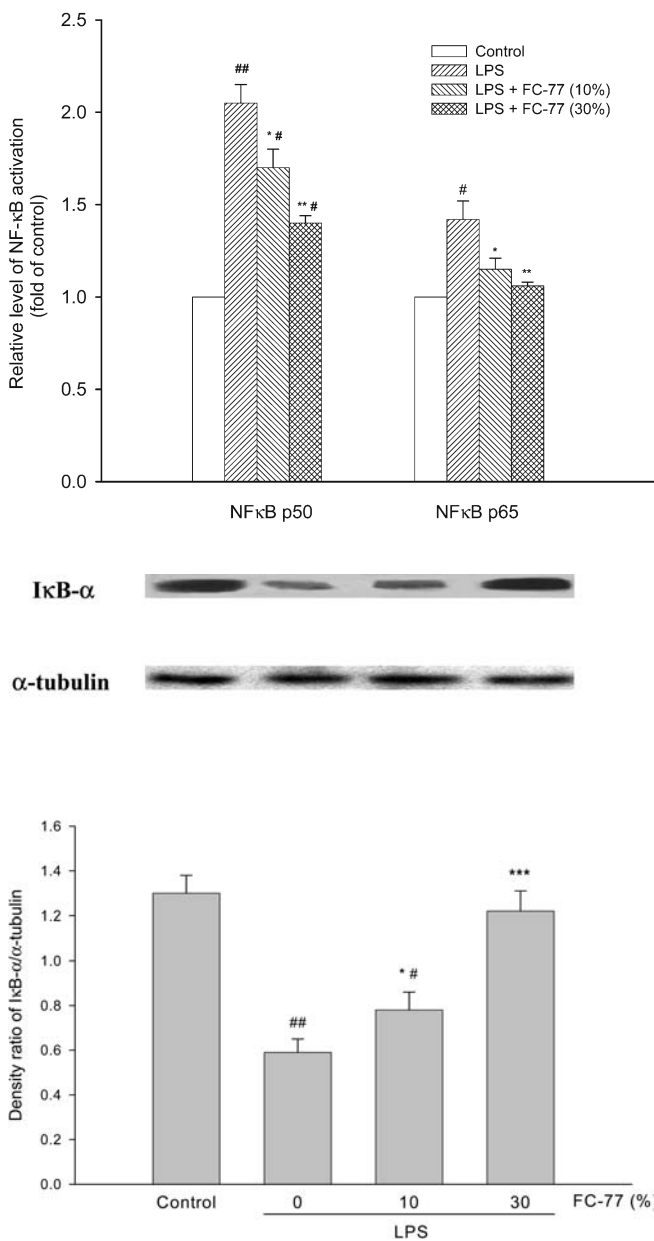 2.5
Control
LPS
LPS + FC-77 (10%)
LPS + FC-77 (30%)
##
2.0
* #
#
** #
1.5
*
**
1.0
0.5
0.0
Relative level of NF-κB activation
(fold of control)
NFκB p50 NFκB p65
IκB-α
α-tubulin
1.6
1.4
***
1.2
1.0
* #
0.8
##
0.6
0.4
0.2
0.0
Density ratio of IκB-α/α-tubulin
Control 0 10 30 FC-77 (%)
LPS